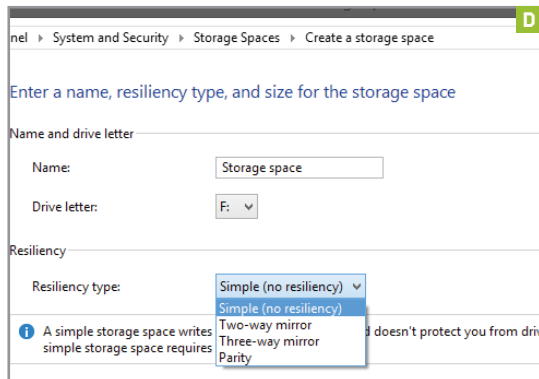 D
nel ▸ System and Security ▸ Storage Spaces ▸ Create a storage space
Enter a name, resiliency type, and size for the storage space
Name and drive letter
Name: Storage space
Drive letter: F:
Resiliency
Resiliency type: Simple (no resiliency)
Simple (no resiliency)
Two-way mirror
Three-way mirror
Parity
A simple storage space writes d doesn't protect you from driv
simple storage space requires